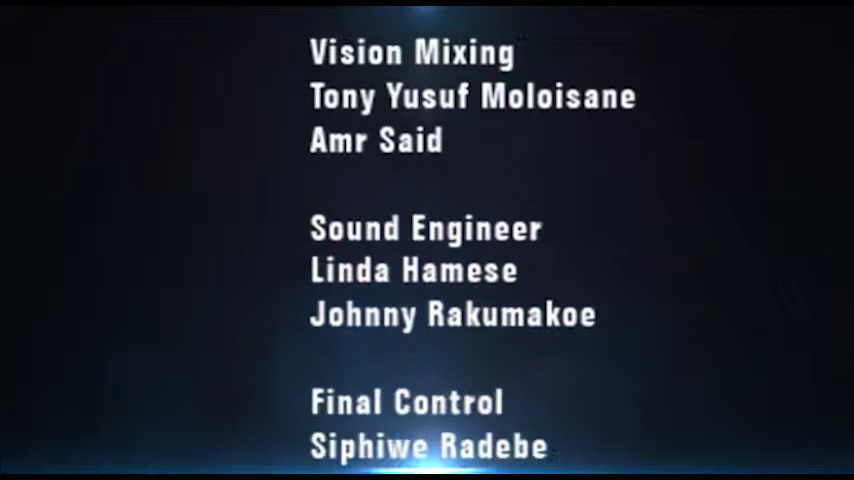 Vision Mixing
Tony Yusuf Moloisane
Amr Said
Sound Engineer
Linda Hamese
Johnny Rakumakoe
Final Control
Siphiwe Radebe